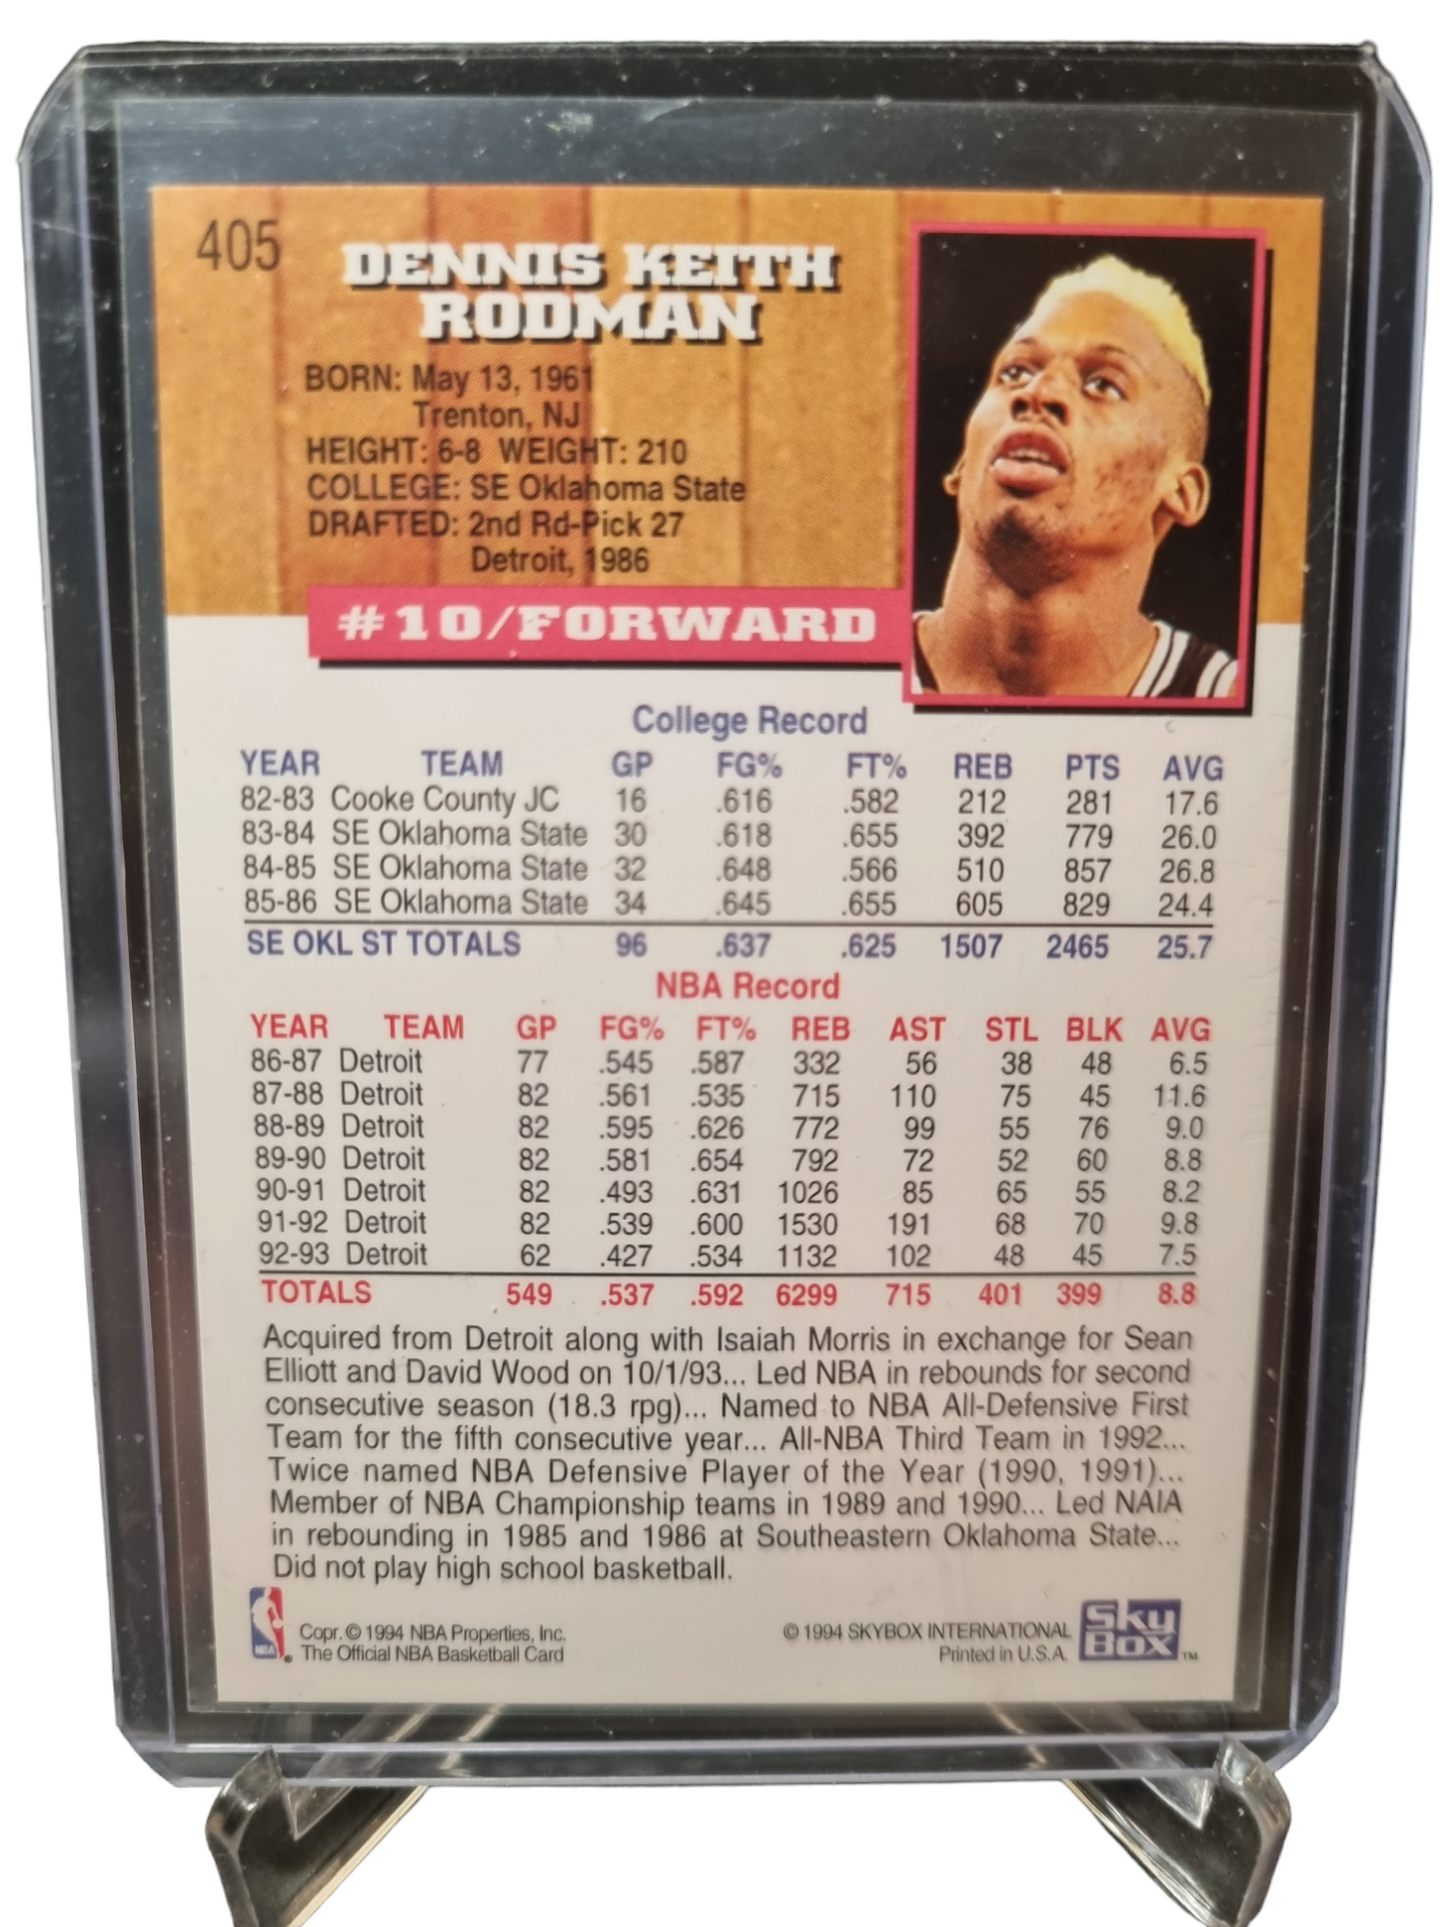 405
DENNIS KEITH
RODMAN
BORN: May 13, 1961
Trenton, NJ
HEIGHT: 6-8 WEIGHT: 210
COLLEGE: SE Oklahoma State
DRAFTED: 2nd Rd-Pick 27
Detroit, 1986
#10/FORWARD
College Record
YEAR TEAM GP FG% FT% REB PTS AVG
82-83 Cooke County JC 16 .616 .582 212 281 17.6
83-84 SE Oklahoma State 30 .618 .655 392 779 26.0
84-85 SE Oklahoma State 32 .648 .566 510 857 26.8
85-86 SE Oklahoma State 34 .645 .655 605 829 24.4
SE OKL ST TOTALS 96 .637 .625 1507 2465 25.7
NBA Record
YEAR TEAM GP FG% FT% REB AST STL BLK AVG
86-87 Detroit 77 .545 .587 332 56 38 48 6.5
87-88 Detroit 82 .561 .535 715 110 75 45 11.6
88-89 Detroit 82 .595 .626 772 99 55 76 9.0
89-90 Detroit 82 .581 .654 792 72 52 60 8.8
90-91 Detroit 82 .493 .631 1026 85 65 55 8.2
91-92 Detroit 82 .539 .600 1530 191 68 70 9.8
92-93 Detroit 62 .427 .534 1132 102 48 45 7.5
TOTALS 549 .537 .592 6299 715 401 399 8.8
Acquired from Detroit along with Isaiah Morris in exchange for Sean
Elliott and David Wood on 10/1/93... Led NBA in rebounds for second
consecutive season (18.3 rpg)... Named to NBA All-Defensive First
Team for the fifth consecutive year... All-NBA Third Team in 1992...
Twice named NBA Defensive Player of the Year (1990, 1991)...
Member of NBA Championship teams in 1989 and 1990... Led NAIA
in rebounding in 1985 and 1986 at Southeastern Oklahoma State...
Did not play high school basketball.
NBA
Copr. © 1994 NBA Properties, Inc.
The Official NBA Basketball Card
© 1994 SKYBOX INTERNATIONAL
Printed in U.S.A.
Sky
Box TM